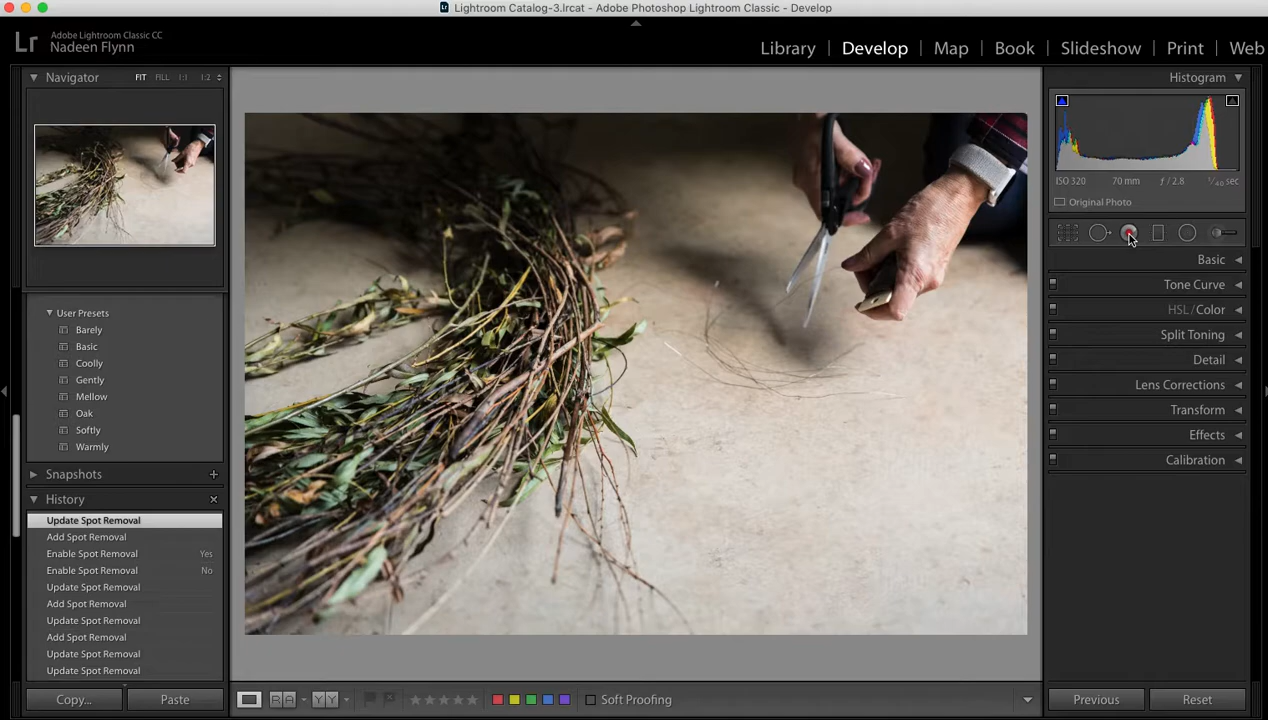 Lightroom Catalog-3.lrcat - Adobe Photoshop Lightroom Classic - Develop
Lr
Adobe Lightroom Classic CC
Nadeen Flynn
Library | Develop | Map | Book | Slideshow | Print | Web
Navigator FIT FILL 1:1 1:2
Histogram
ISO 320 70 mm ƒ / 2.8 1/40 sec
Original Photo
Basic
Tone Curve
HSL / Color
Split Toning
Detail
Lens Corrections
Transform
Effects
Calibration
User Presets
Barely
Basic
Coolly
Gently
Mellow
Oak
Softly
Warmly
Snapshots +
History ×
Update Spot Removal
Add Spot Removal
Enable Spot Removal Yes
Enable Spot Removal No
Update Spot Removal
Add Spot Removal
Update Spot Removal
Add Spot Removal
Update Spot Removal
Update Spot Removal
Copy... Paste
R A Y Y Soft Proofing
Previous Reset